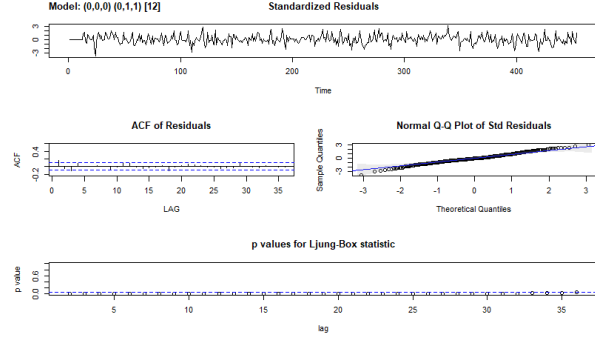 Model: (0,0,0) (0,1,1) [12] Standardized Residuals
3
0
-3
0 100 200 300 400
Time
ACF of Residuals
ACF
0.4
-0.2
0 5 10 15 20 25 30 35
LAG
Normal Q-Q Plot of Std Residuals
Sample Quantiles
3
0
-3
-3 -2 -1 0 1 2 3
Theoretical Quantiles
p values for Ljung-Box statistic
p value
0.6
0.0
5 10 15 20 25 30 35
lag